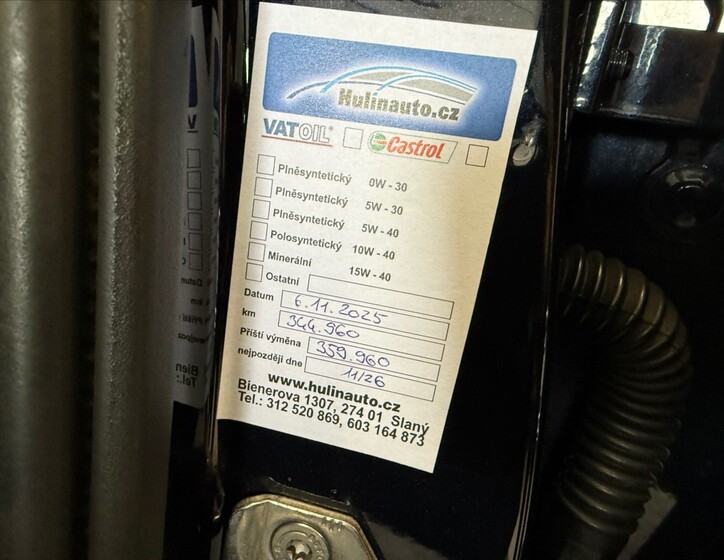 Hulínauto.cz
VATOIL® Castrol
Plněsyntetický 0W - 30
Plněsyntetický 5W - 30
Plněsyntetický 5W - 40
Polosyntetický 10W - 40
Minerální 15W - 40
Ostatní
Datum 6.11.2025
km 344.960
Příští výměna 359.960
nejpozději dne 11/26
www.hulinauto.cz
Bienerova 1307, 274 01, Slaný
Tel.: 312 520 869, 603 164 873